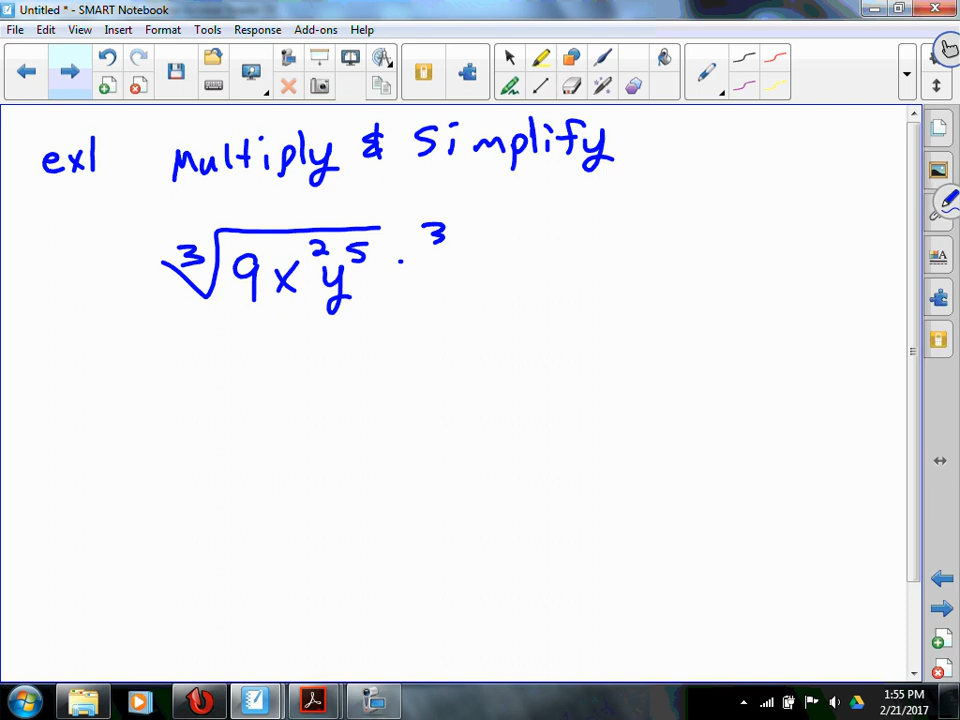 Untitled * - SMART Notebook
File Edit View Insert Format Tools Response Add-ons Help
ex1 Multiply & Simplify
∛9x²y⁵ · ³
1:55 PM
2/21/2017